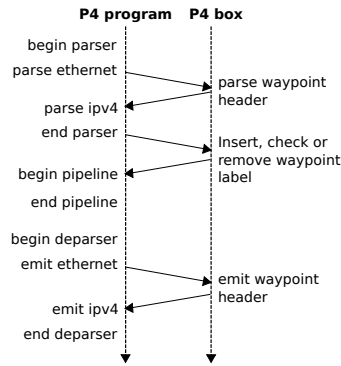 P4 program P4 box
begin parser
parse ethernet
parse waypoint
header
parse ipv4
end parser
Insert, check or
remove waypoint
label
begin pipeline
end pipeline
begin deparser
emit ethernet
emit waypoint
header
emit ipv4
end deparser